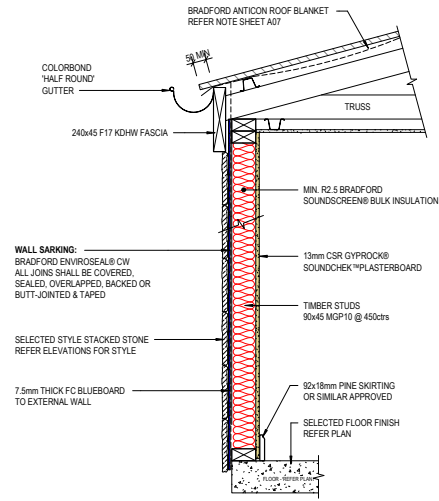 BRADFORD ANTICON ROOF BLANKET
REFER NOTE SHEET A07
50 MIN
COLORBOND
'HALF ROUND'
GUTTER
TRUSS
240x45 F17 KDHW FASCIA
MIN. R2.5 BRADFORD
SOUNDSCREEN® BULK INSULATION
WALL SARKING:
BRADFORD ENVIROSEAL® CW
ALL JOINS SHALL BE COVERED,
SEALED, OVERLAPPED, BACKED OR
BUTT-JOINTED & TAPED
13mm CSR GYPROCK®
SOUNDCHEK™PLASTERBOARD
TIMBER STUDS
90x45 MGP10 @ 450ctrs
SELECTED STYLE STACKED STONE
REFER ELEVATIONS FOR STYLE
7.5mm THICK FC BLUEBOARD
TO EXTERNAL WALL
92x18mm PINE SKIRTING
OR SIMILAR APPROVED
SELECTED FLOOR FINISH
REFER PLAN
FLOOR - REFER PLAN